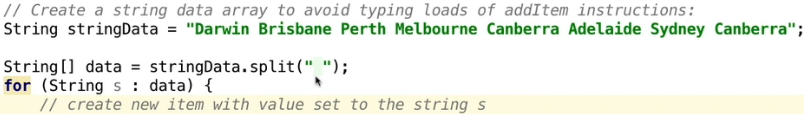 // Create a string data array to avoid typing loads of addItem instructions:
String stringData = "Darwin Brisbane Perth Melbourne Canberra Adelaide Sydney Canberra";
String[] data = stringData.split(" ");
for (String s : data) {
// create new item with value set to the string s